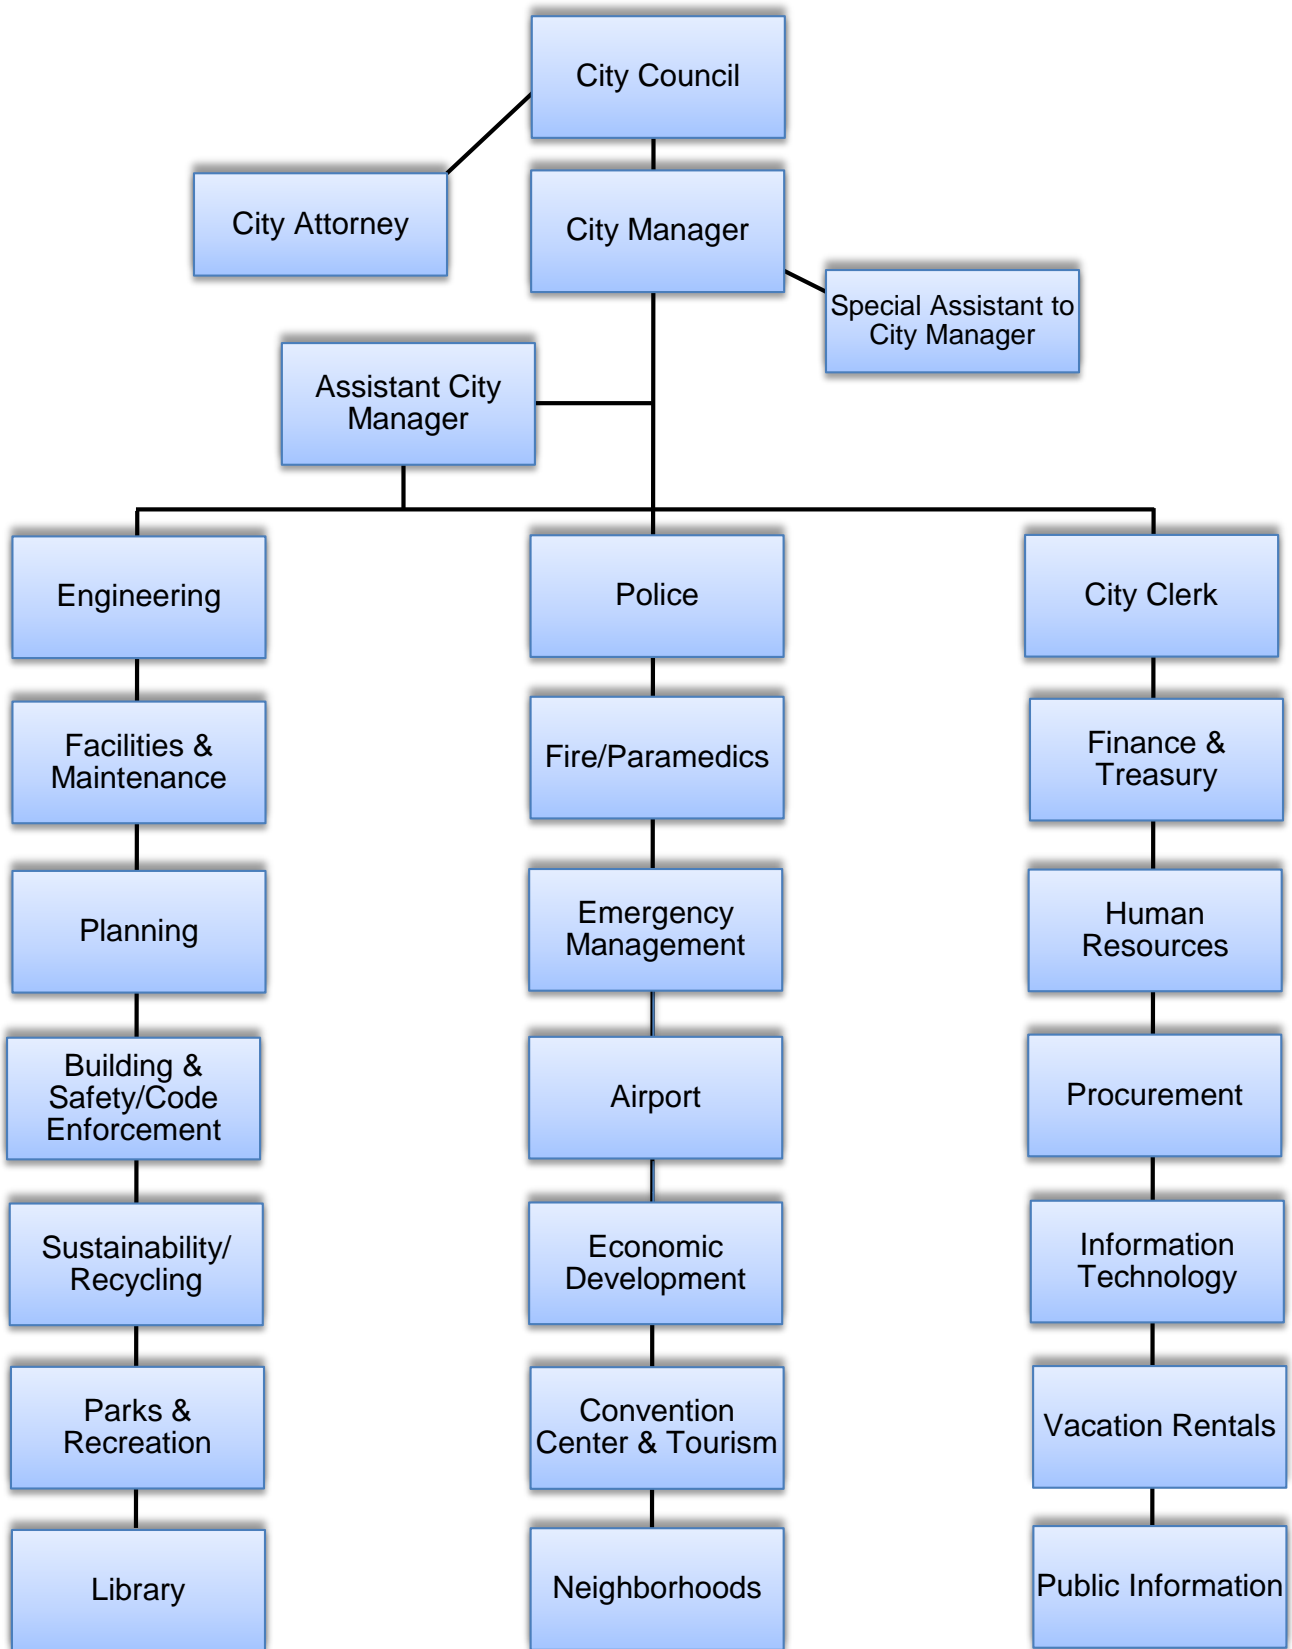 City Council
City Attorney
City Manager
Special Assistant to
City Manager
Assistant City
Manager
Engineering
Police
City Clerk
Facilities &
Maintenance
Fire/Paramedics
Finance &
Treasury
Planning
Emergency
Management
Human
Resources
Building &
Safety/Code
Enforcement
Airport
Procurement
Sustainability/
Recycling
Economic
Development
Information
Technology
Parks &
Recreation
Convention
Center & Tourism
Vacation Rentals
Library
Neighborhoods
Public Information